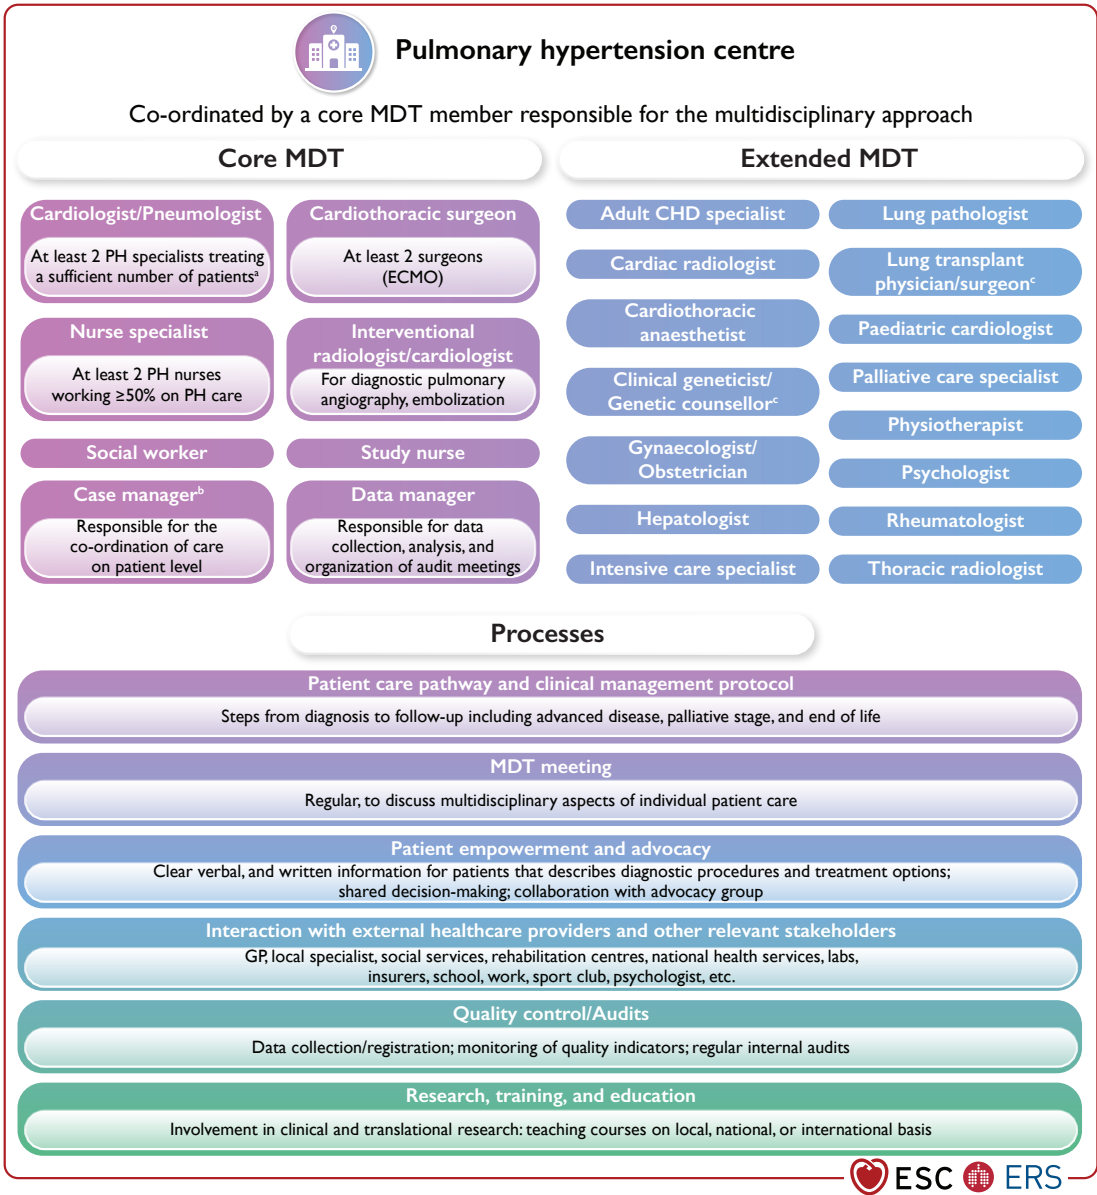 Pulmonary hypertension centre
Co-ordinated by a core MDT member responsible for the multidisciplinary approach
Core MDT
Cardiologist/Pneumologist
At least 2 PH specialists treating
a sufficient number of patientsᵃ
Cardiothoracic surgeon
At least 2 surgeons
(ECMO)
Nurse specialist
At least 2 PH nurses
working ≥50% on PH care
Interventional
radiologist/cardiologist
For diagnostic pulmonary
angiography, embolization
Social worker
Study nurse
Case managerᵇ
Responsible for the
co-ordination of care
on patient level
Data manager
Responsible for data
collection, analysis, and
organization of audit meetings
Extended MDT
Adult CHD specialist
Cardiac radiologist
Cardiothoracic
anaesthetist
Clinical geneticist/
Genetic counsellorᶜ
Gynaecologist/
Obstetrician
Hepatologist
Intensive care specialist
Lung pathologist
Lung transplant
physician/surgeonᶜ
Paediatric cardiologist
Palliative care specialist
Physiotherapist
Psychologist
Rheumatologist
Thoracic radiologist
Processes
Patient care pathway and clinical management protocol
Steps from diagnosis to follow-up including advanced disease, palliative stage, and end of life
MDT meeting
Regular, to discuss multidisciplinary aspects of individual patient care
Patient empowerment and advocacy
Clear verbal, and written information for patients that describes diagnostic procedures and treatment options;
shared decision-making; collaboration with advocacy group
Interaction with external healthcare providers and other relevant stakeholders
GP, local specialist, social services, rehabilitation centres, national health services, labs,
insurers, school, work, sport club, psychologist, etc.
Quality control/Audits
Data collection/registration; monitoring of quality indicators; regular internal audits
Research, training, and education
Involvement in clinical and translational research: teaching courses on local, national, or international basis
ESC ERS